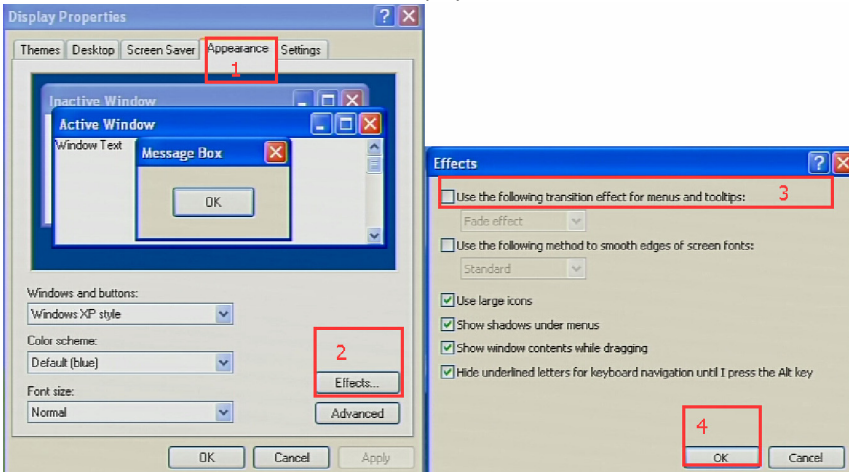 Display Properties
Themes Desktop Screen Saver Appearance Settings
1
Inactive Window
Active Window
Window Text
Message Box
OK
Windows and buttons:
Windows XP style
Color scheme:
Default (blue)
2
Effects...
Font size:
Normal
Advanced
OK Cancel Apply
Effects
Use the following transition effect for menus and tooltips:
3
Fade effect
Use the following method to smooth edges of screen fonts:
Standard
Use large icons
Show shadows under menus
Show window contents while dragging
Hide underlined letters for keyboard navigation until I press the Alt key
4
OK Cancel